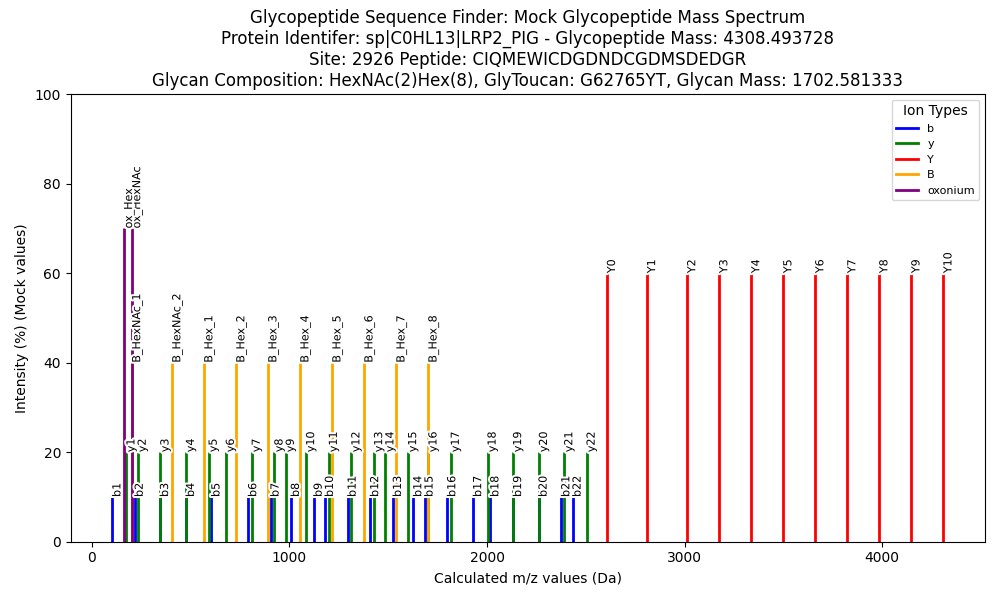 Glycopeptide Sequence Finder: Mock Glycopeptide Mass Spectrum
Protein Identifer: sp|C0HL13|LRP2_PIG - Glycopeptide Mass: 4308.493728
Site: 2926 Peptide: CIQMEWICDGDNDCGDMSDEDGR
Glycan Composition: HexNAc(2)Hex(8), GlyToucan: G62765YT, Glycan Mass: 1702.581333
Intensity (%) (Mock values)
100
80
60
40
20
0
Ion Types
b
y
Y
B
oxonium
ox_Hex
ox_HexNAc
Y0
Y1
Y2
Y3
Y4
Y5
Y6
Y7
Y8
Y9
Y10
B_HexNAc_1
B_HexNAc_2
B_Hex_1
B_Hex_2
B_Hex_3
B_Hex_4
B_Hex_5
B_Hex_6
B_Hex_7
B_Hex_8
y1
y2
y3
y4
y5
y6
y7
y8
y9
y10
y11
y12
y13
y14
y15
y16
y17
y18
y19
y20
y21
y22
b1
b2
b3
b4
b5
b6
b7
b8
b9
b10
b11
b12
b13
b14
b15
b16
b17
b18
b19
b20
b21
b22
0
1000
2000
3000
4000
Calculated m/z values (Da)